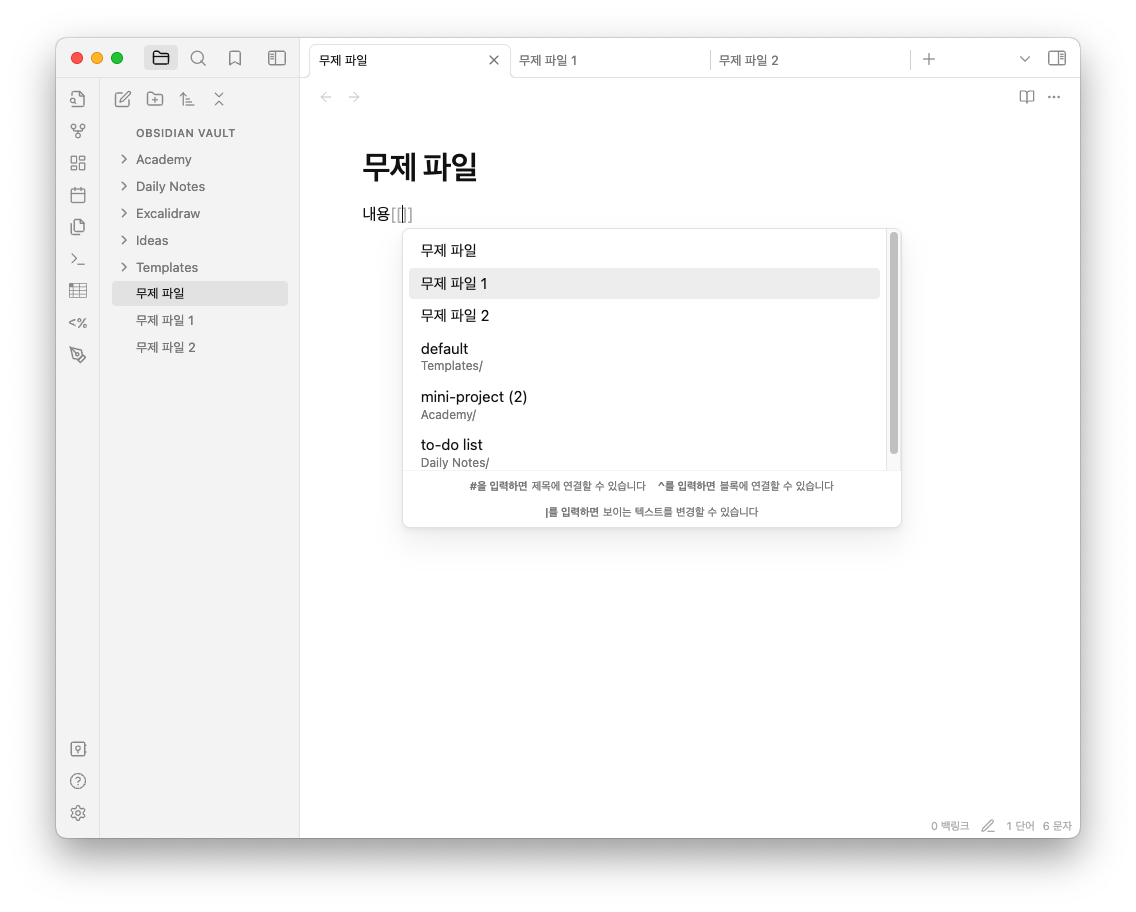 무제 파일
무제 파일 1
무제 파일 2
OBSIDIAN VAULT
Academy
Daily Notes
Excalidraw
Ideas
Templates
무제 파일
무제 파일 1
무제 파일 2
<%
무제 파일
내용[[]]
무제 파일
무제 파일 1
무제 파일 2
default
Templates/
mini-project (2)
Academy/
to-do list
Daily Notes/
#을 입력하면 제목에 연결할 수 있습니다 ^를 입력하면 블록에 연결할 수 있습니다
|를 입력하면 보이는 텍스트를 변경할 수 있습니다
0 백링크 1 단어 6 문자